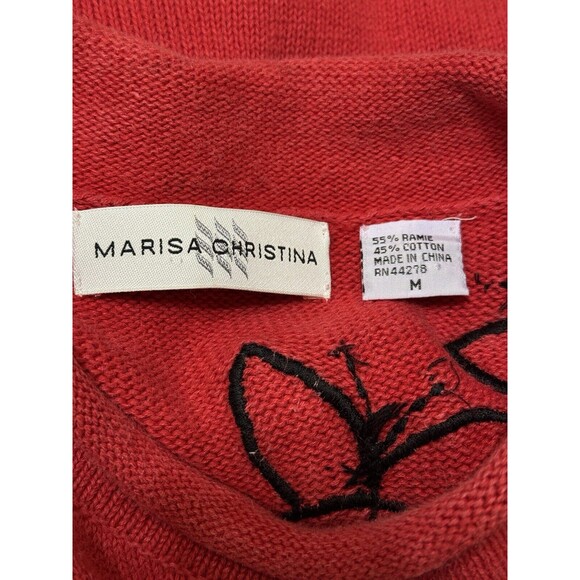 MARISA CHRISTINA
55% RAMIE
45% COTTON
MADE IN CHINA
RN44278
M